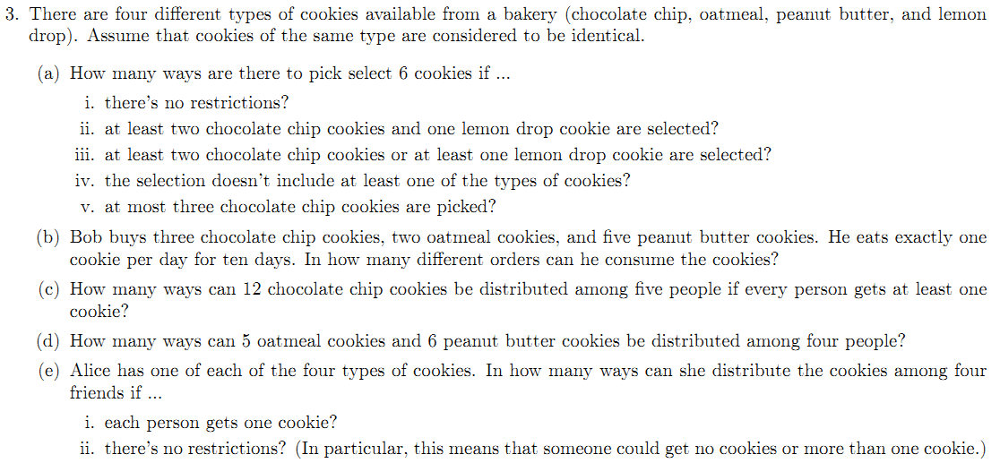 3. There are four different types of cookies available from a bakery (chocolate chip, oatmeal, peanut butter, and lemon
drop). Assume that cookies of the same type are considered to be identical.
(a) How many ways are there to pick select 6 cookies if ...
i. there's no restrictions?
ii. at least two chocolate chip cookies and one lemon drop cookie are selected?
iii. at least two chocolate chip cookies or at least one lemon drop cookie are selected?
iv. the selection doesn't include at least one of the types of cookies?
v. at most three chocolate chip cookies are picked?
(b) Bob buys three chocolate chip cookies, two oatmeal cookies, and five peanut butter cookies. He eats exactly one
cookie per day for ten days. In how many different orders can he consume the cookies?
(c) How many ways can 12 chocolate chip cookies be distributed among five people if every person gets at least one
cookie?
(d) How many ways can 5 oatmeal cookies and 6 peanut butter cookies be distributed among four people?
(e) Alice has one of each of the four types of cookies. In how many ways can she distribute the cookies among four
friends if ...
i. each person gets one cookie?
ii. there's no restrictions? (In particular, this means that someone could get no cookies or more than one cookie.)